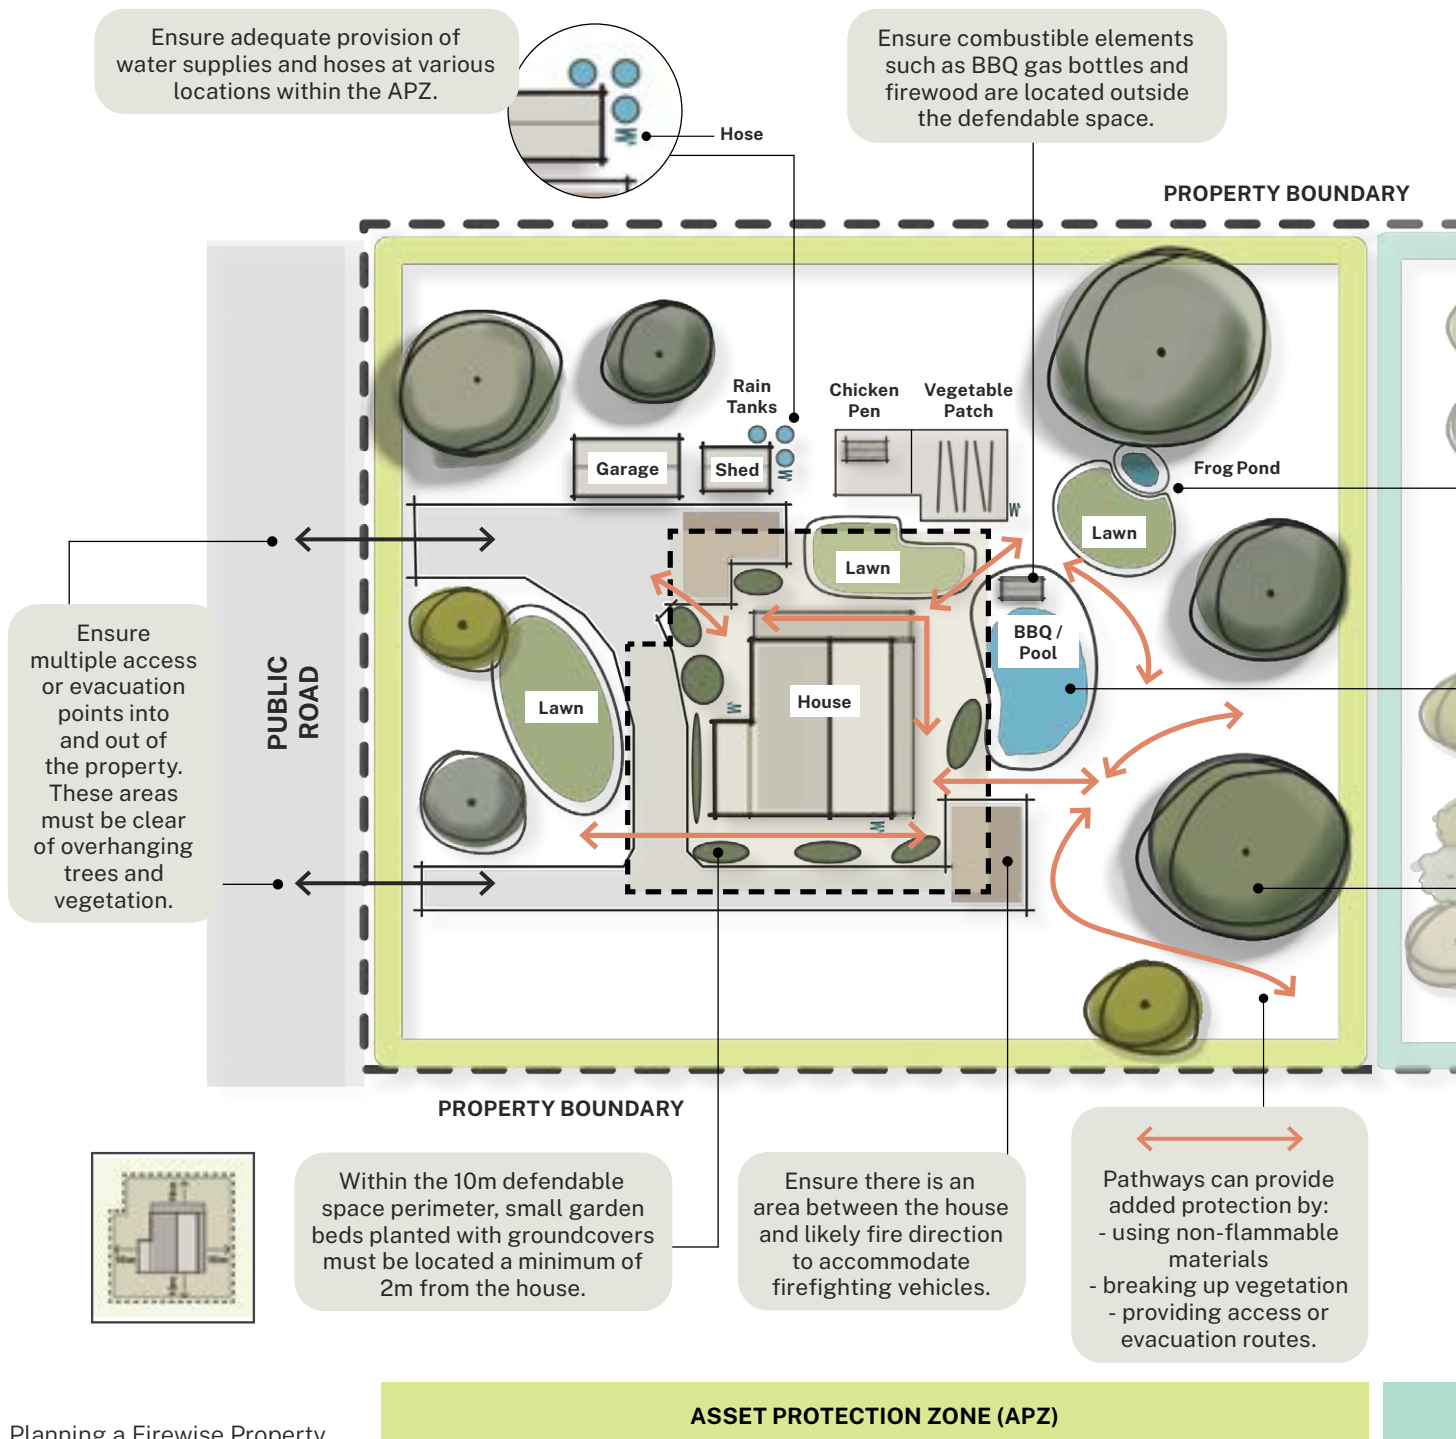 Ensure adequate provision of
water supplies and hoses at various
locations within the APZ.
Hose
Ensure combustible elements
such as BBQ gas bottles and
firewood are located outside
the defendable space.
PROPERTY BOUNDARY
Rain
Tanks
Chicken
Pen
Vegetable
Patch
Garage
Shed
Frog Pond
Lawn
Lawn
BBQ /
Pool
House
Lawn
PUBLIC
ROAD
Ensure
multiple access
or evacuation
points into
and out of
the property.
These areas
must be clear
of overhanging
trees and
vegetation.
PROPERTY BOUNDARY
Within the 10m defendable
space perimeter, small garden
beds planted with groundcovers
must be located a minimum of
2m from the house.
Ensure there is an
area between the house
and likely fire direction
to accommodate
firefighting vehicles.
Pathways can provide
added protection by:
- using non-flammable
materials
- breaking up vegetation
- providing access or
evacuation routes.
ASSET PROTECTION ZONE (APZ)
Planning a Firewise Property